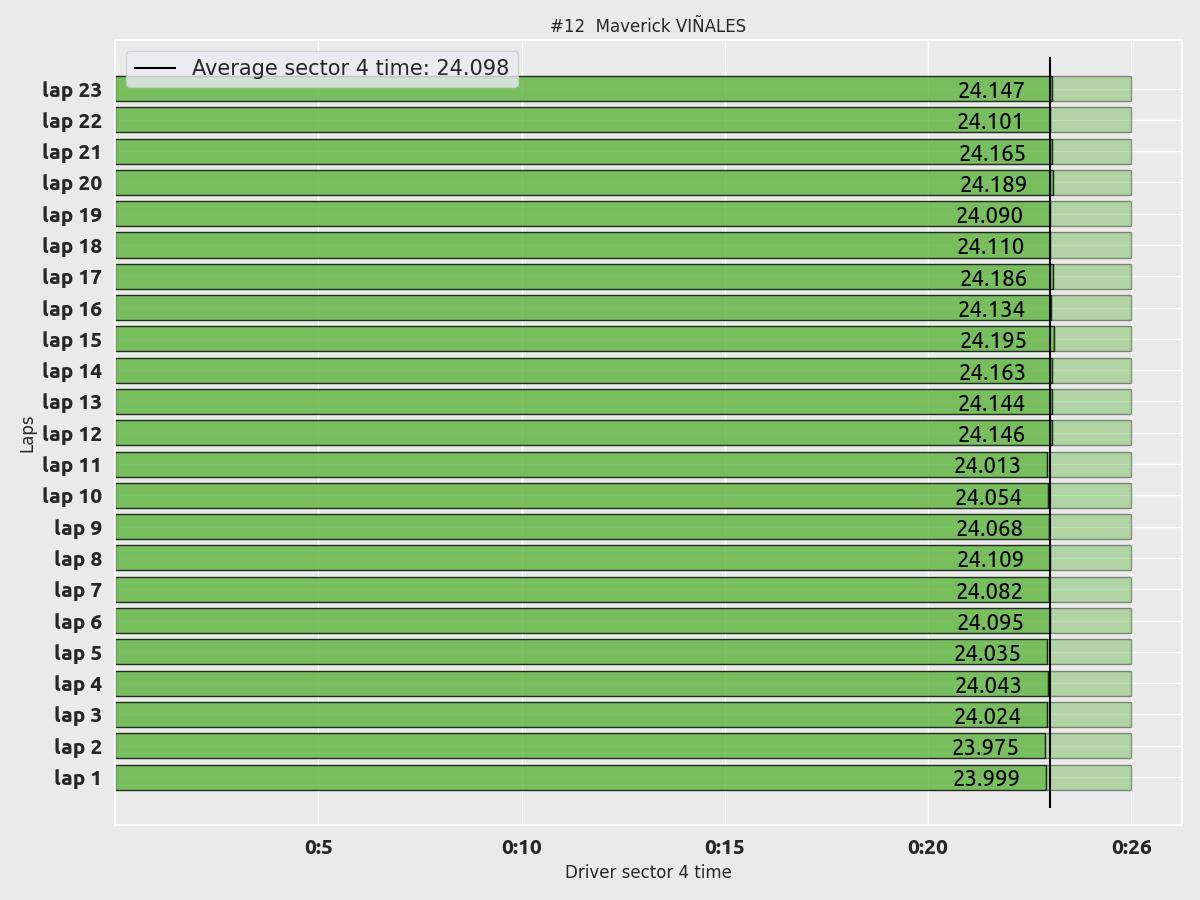 #12  Maverick VIÑALES
Average sector 4 time: 24.098
lap 23 24.147
lap 22 24.101
lap 21 24.165
lap 20 24.189
lap 19 24.090
lap 18 24.110
lap 17 24.186
lap 16 24.134
lap 15 24.195
lap 14 24.163
lap 13 24.144
lap 12 24.146
lap 11 24.013
lap 10 24.054
lap 9 24.068
lap 8 24.109
lap 7 24.082
lap 6 24.095
lap 5 24.035
lap 4 24.043
lap 3 24.024
lap 2 23.975
lap 1 23.999
Laps
0:5 0:10 0:15 0:20 0:26
Driver sector 4 time